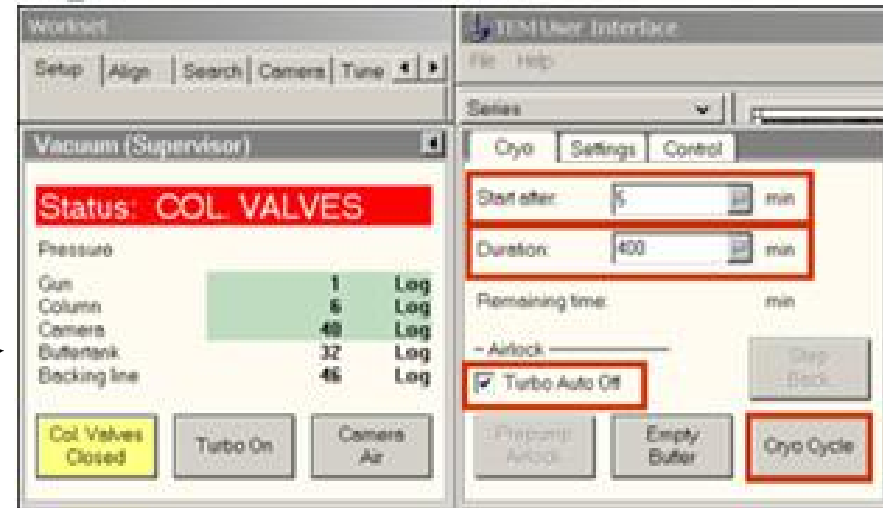 Workset
Setup Align Search Camera Tune
Vacuum (Supervisor)
Status: COL. VALVES
Pressure
Gun 1 Log
Column 6 Log
Camera 40 Log
Buffertank 32 Log
Backing line 46 Log
Col. Valves
Closed
Turbo On
Camera
Air
TEM User Interface
File Help
Series
Cryo Settings Control
Start after: 5 min
Duration: 400 min
Remaining time: min
Airlock
Turbo Auto Off
Prepump
Airlock
Empty
Buffer
Cryo Cycle